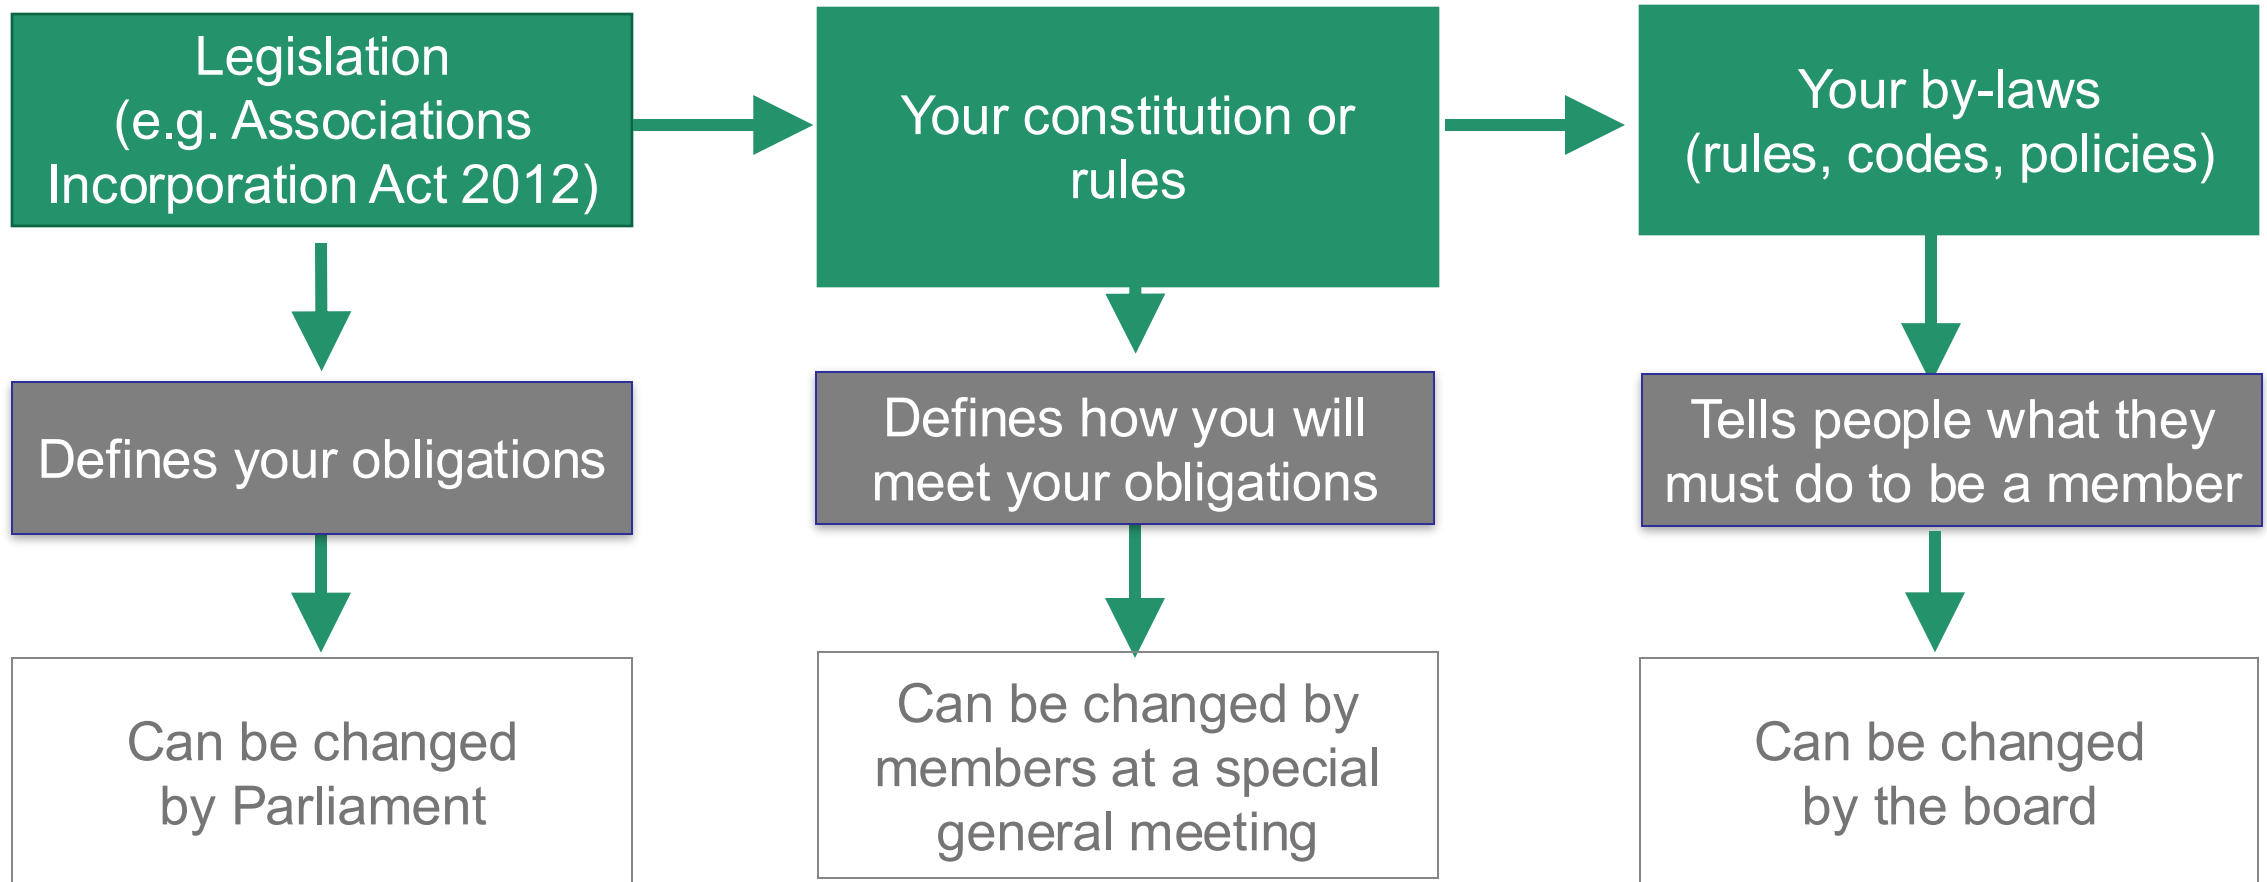 Legislation
(e.g. Associations
Incorporation Act 2012)
Your constitution or
rules
Your by-laws
(rules, codes, policies)
Defines your obligations
Defines how you will
meet your obligations
Tells people what they
must do to be a member
Can be changed
by Parliament
Can be changed by
members at a special
general meeting
Can be changed
by the board